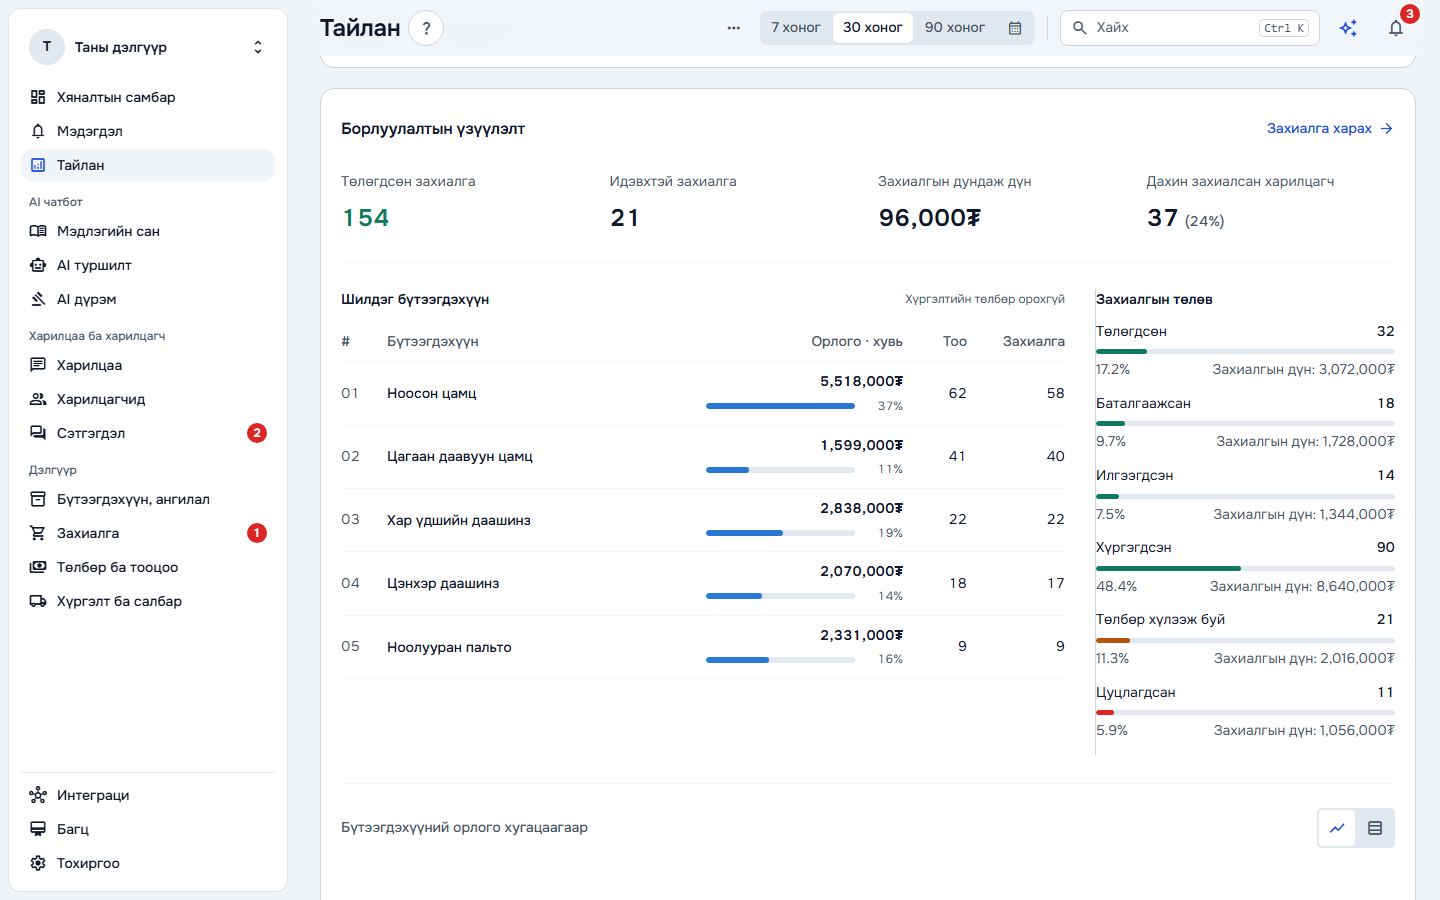 Т Таны дэлгүүр
Хяналтын самбар
Мэдэгдэл
Тайлан
AI чатбот
Мэдлэгийн сан
AI туршилт
AI дүрэм
Харилцаа ба харилцагч
Харилцаа
Харилцагчид
Сэтгэгдэл 2
Дэлгүүр
Бүтээгдэхүүн, ангилал
Захиалга 1
Төлбөр ба тооцоо
Хүргэлт ба салбар
Интеграци
Багц
Тохиргоо
Тайлан ?
7 хоног 30 хоног 90 хоног
Хайх Ctrl K
3
Борлуулалтын үзүүлэлт
Захиалга харах →
Төлөгдсөн захиалга
154
Идэвхтэй захиалга
21
Захиалгын дундаж дүн
96,000₮
Дахин захиалсан харилцагч
37 (24%)
Шилдэг бүтээгдэхүүн Хүргэлтийн төлбөр орохгүй
# Бүтээгдэхүүн Орлого · хувь Тоо Захиалга
01 Ноосон цамц 5,518,000₮ 37% 62 58
02 Цагаан даавуун цамц 1,599,000₮ 11% 41 40
03 Хар үдшийн даашинз 2,838,000₮ 19% 22 22
04 Цэнхэр даашинз 2,070,000₮ 14% 18 17
05 Ноолууран пальто 2,331,000₮ 16% 9 9
Захиалгын төлөв
Төлөгдсөн 32
17.2% Захиалгын дүн: 3,072,000₮
Баталгаажсан 18
9.7% Захиалгын дүн: 1,728,000₮
Илгээгдсэн 14
7.5% Захиалгын дүн: 1,344,000₮
Хүргэгдсэн 90
48.4% Захиалгын дүн: 8,640,000₮
Төлбөр хүлээж буй 21
11.3% Захиалгын дүн: 2,016,000₮
Цуцлагдсан 11
5.9% Захиалгын дүн: 1,056,000₮
Бүтээгдэхүүний орлого хугацаагаар